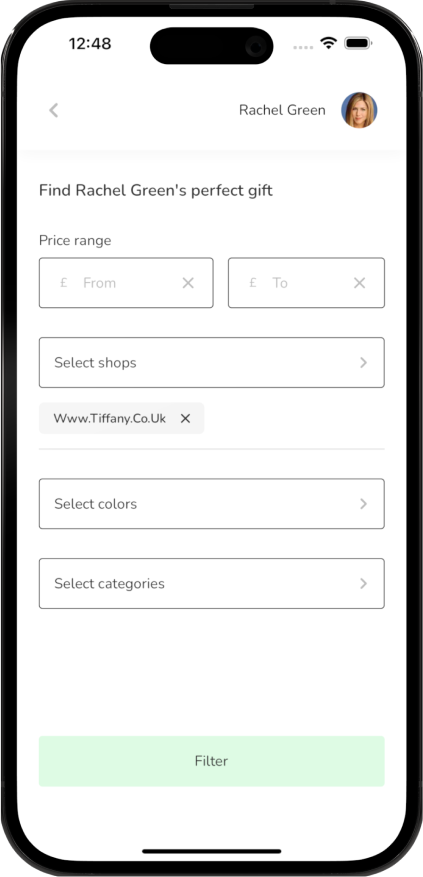 12:48
Rachel Green
Find Rachel Green's perfect gift
Price range
£ From
£ To
Select shops
Www.Tiffany.Co.Uk
Select colors
Select categories
Filter